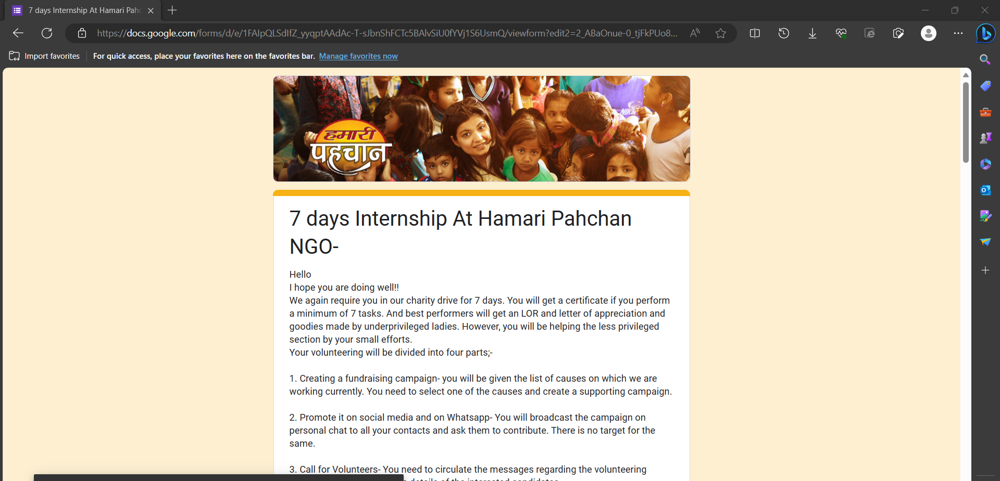 7 days Internship At Hamari Pahc
https://docs.google.com/forms/d/e/1FAIpQLSdIfZ_yyqptAAdAc-T-sJbnShFCTc5BAlvSiU0fYVj1S6UsmQ/viewform?edit2=2_ABaOnue-0_tjFkPUo8...
Import favorites
For quick access, place your favorites here on the favorites bar. Manage favorites now
हमारी
पहचान
NIKE
7 days Internship At Hamari Pahchan
NGO-
Hello
I hope you are doing well!!
We again require you in our charity drive for 7 days. You will get a certificate if you perform
a minimum of 7 tasks. And best performers will get an LOR and letter of appreciation and
goodies made by underprivileged ladies. However, you will be helping the less privileged
section by your small efforts.
Your volunteering will be divided into four parts;-
1. Creating a fundraising campaign- you will be given the list of causes on which we are
working currently. You need to select one of the causes and create a supporting campaign.
2. Promote it on social media and on Whatsapp- You will broadcast the campaign on
personal chat to all your contacts and ask them to contribute. There is no target for the
same.
3. Call for Volunteers- You need to circulate the messages regarding the volunteering
details of the interested candidates